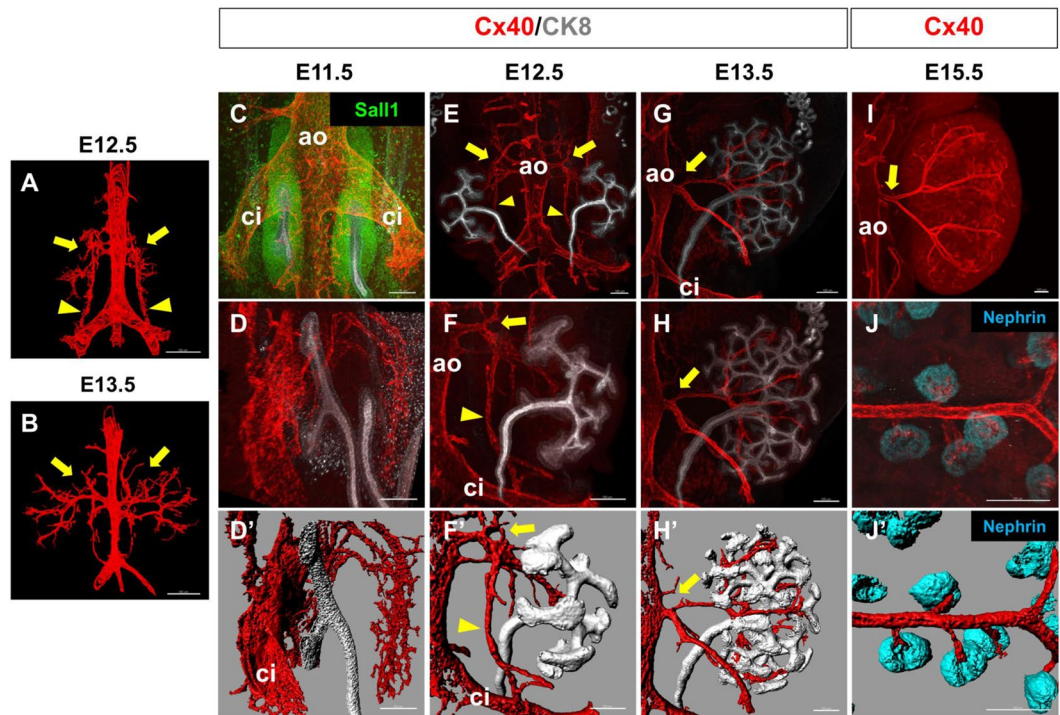 Cx40/CK8
Cx40
E11.5
E12.5
E13.5
E15.5
E12.5
A
E13.5
B
C
Sall1
ao
ci
ci
D
D'
ci
E
ao
F
ao
ci
F'
ci
G
ao
ci
H
H'
I
ao
J
Nephrin
J'
Nephrin